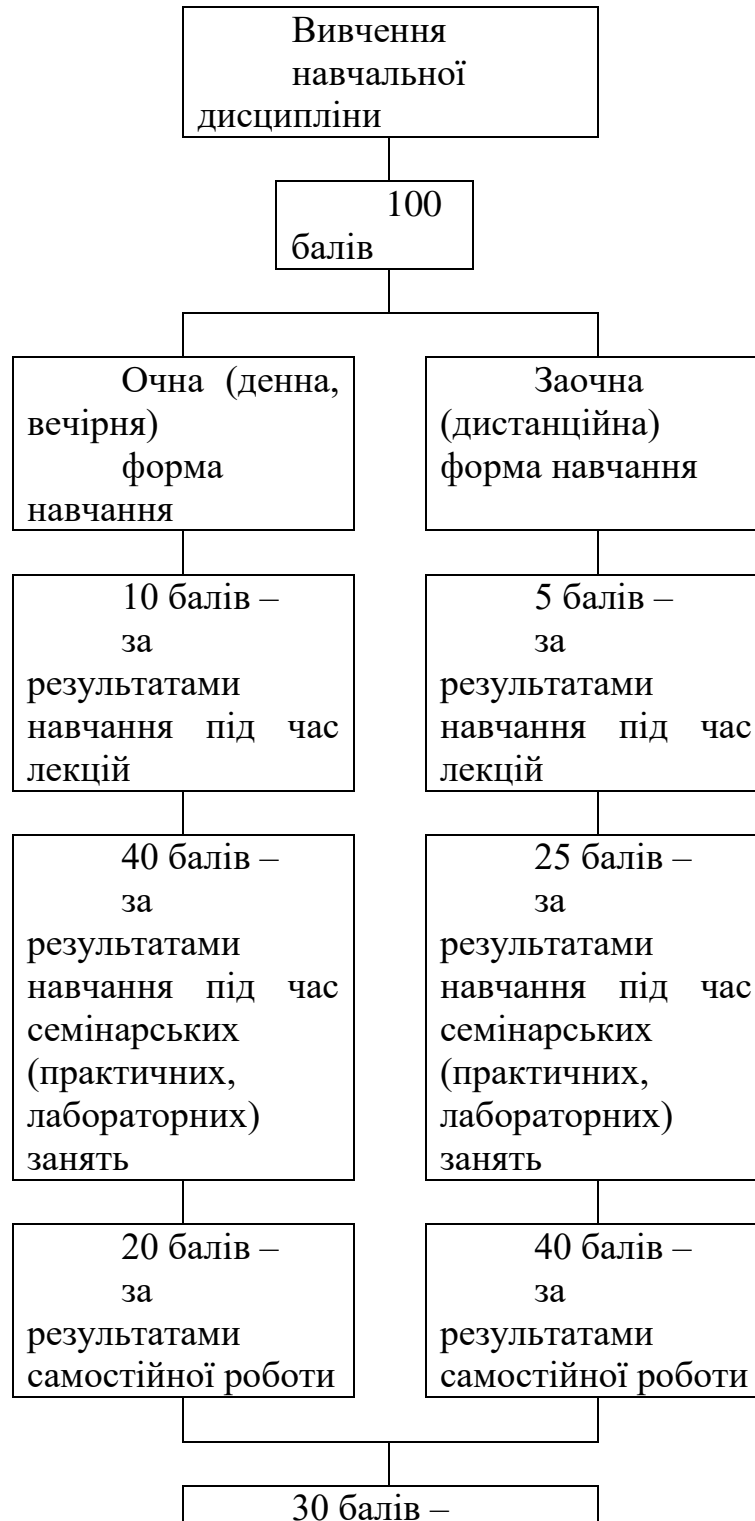 Вивчення
навчальної
дисципліни
100
балів
Очна (денна,
вечірня)
форма
навчання
Заочна
(дистанційна)
форма навчання
10 балів –
за
результатами
навчання під час
лекцій
5 балів –
за
результатами
навчання під час
лекцій
40 балів –
за
результатами
навчання під час
семінарських
(практичних,
лабораторних)
занять
25 балів –
за
результатами
навчання під час
семінарських
(практичних,
лабораторних)
занять
20 балів –
за
результатами
самостійної роботи
40 балів –
за
результатами
самостійної роботи
30 балів –